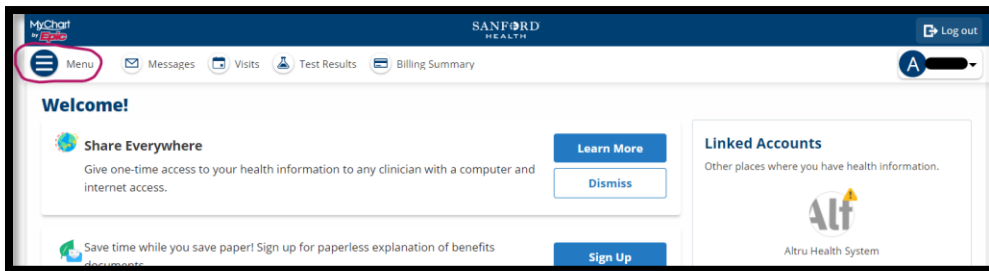 MyChart
by Epic
SANFORD
HEALTH
Log out
Menu
Messages
Visits
Test Results
Billing Summary
A
Welcome!
Share Everywhere
Give one-time access to your health information to any clinician with a computer and
internet access.
Learn More
Dismiss
Save time while you save paper! Sign up for paperless explanation of benefits
documents
Sign Up
Linked Accounts
Other places where you have health information.
Alt
Altru Health System